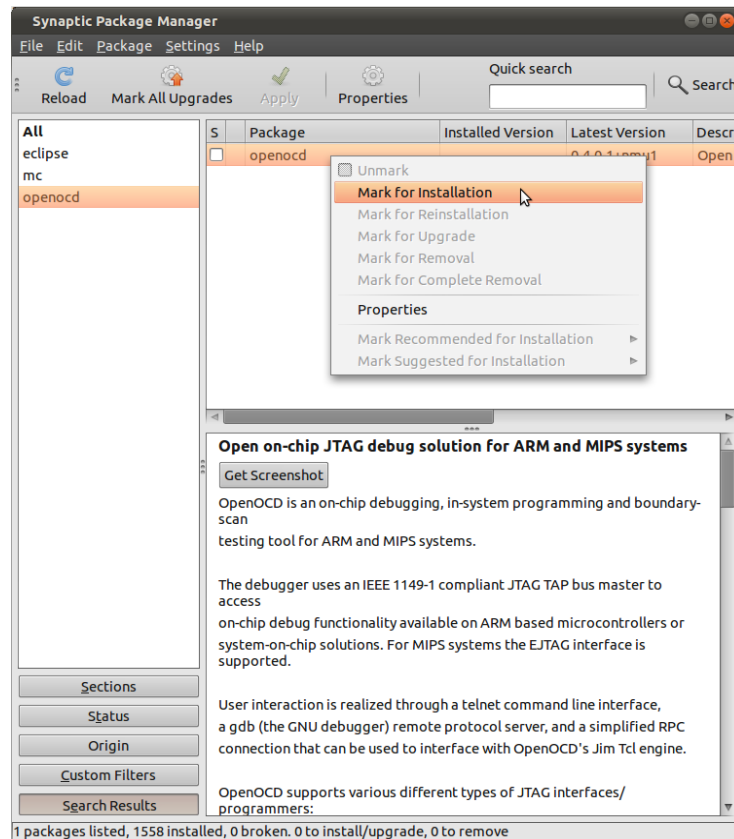 Synaptic Package Manager
File Edit Package Settings Help
Reload Mark All Upgrades Apply Properties Quick search Search
All
eclipse
mc
openocd
S Package Installed Version Latest Version Descr
openocd 0.4.0-1+nmu1 Open
Unmark
Mark for Installation
Mark for Reinstallation
Mark for Upgrade
Mark for Removal
Mark for Complete Removal
Properties
Mark Recommended for Installation
Mark Suggested for Installation
Open on-chip JTAG debug solution for ARM and MIPS systems
Get Screenshot
OpenOCD is an on-chip debugging, in-system programming and boundary-
scan
testing tool for ARM and MIPS systems.
The debugger uses an IEEE 1149-1 compliant JTAG TAP bus master to
access
on-chip debug functionality available on ARM based microcontrollers or
system-on-chip solutions. For MIPS systems the EJTAG interface is
supported.
User interaction is realized through a telnet command line interface,
a gdb (the GNU debugger) remote protocol server, and a simplified RPC
connection that can be used to interface with OpenOCD's Jim Tcl engine.
OpenOCD supports various different types of JTAG interfaces/
programmers:
Sections
Status
Origin
Custom Filters
Search Results
1 packages listed, 1558 installed, 0 broken. 0 to install/upgrade, 0 to remove